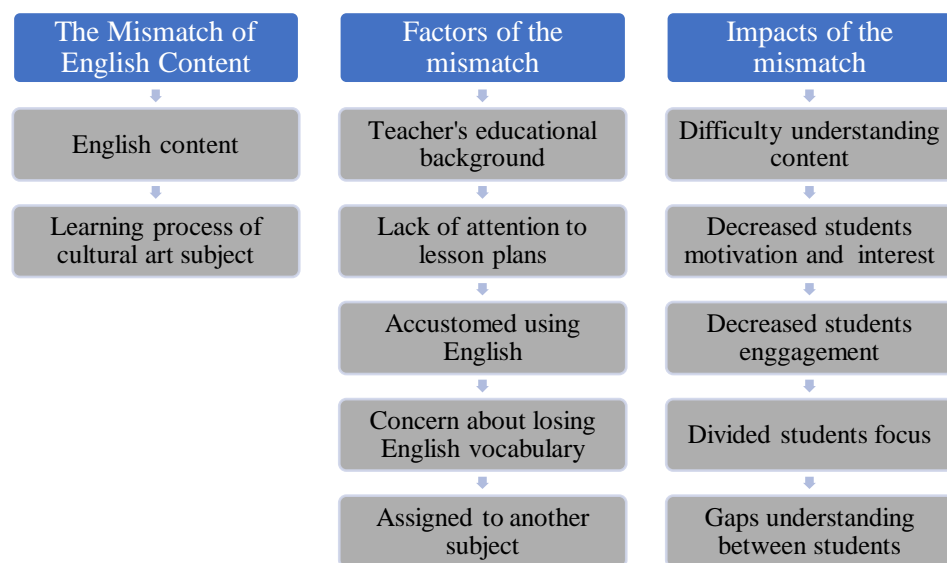 The Mismatch of
English Content
English content
Learning process of
cultural art subject
Factors of the
mismatch
Teacher's educational
background
Lack of attention to
lesson plans
Accustomed using
English
Concern about losing
English vocabulary
Assigned to another
subject
Impacts of the
mismatch
Difficulty understanding
content
Decreased students
motivation and interest
Decreased students
enggagement
Divided students focus
Gaps understanding
between students